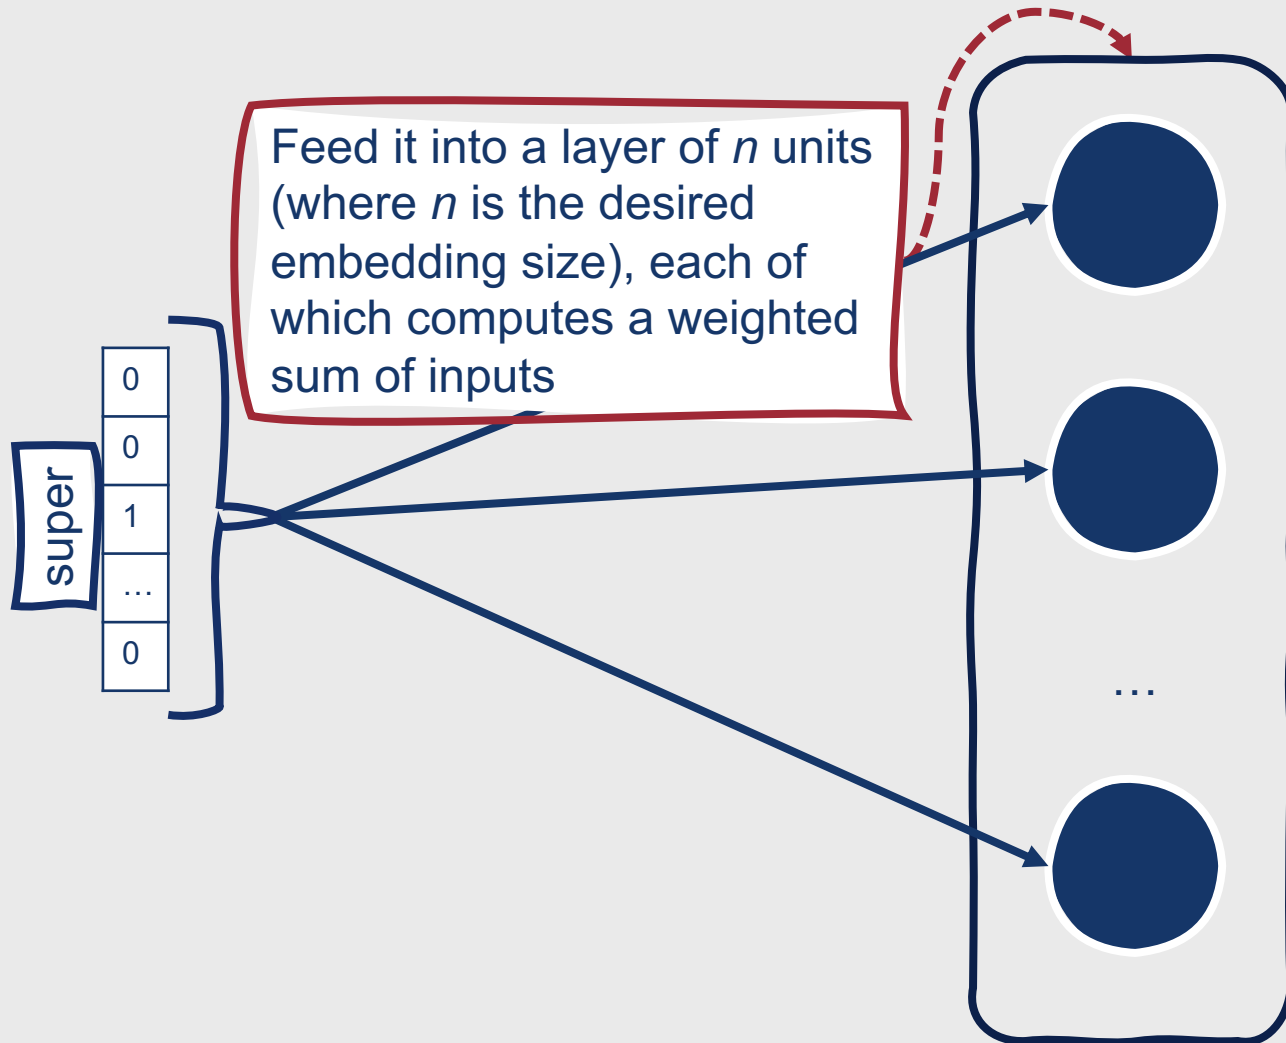 Feed it into a layer of n units
(where n is the desired
embedding size), each of
which computes a weighted
sum of inputs
super
0
0
1
…
0
…